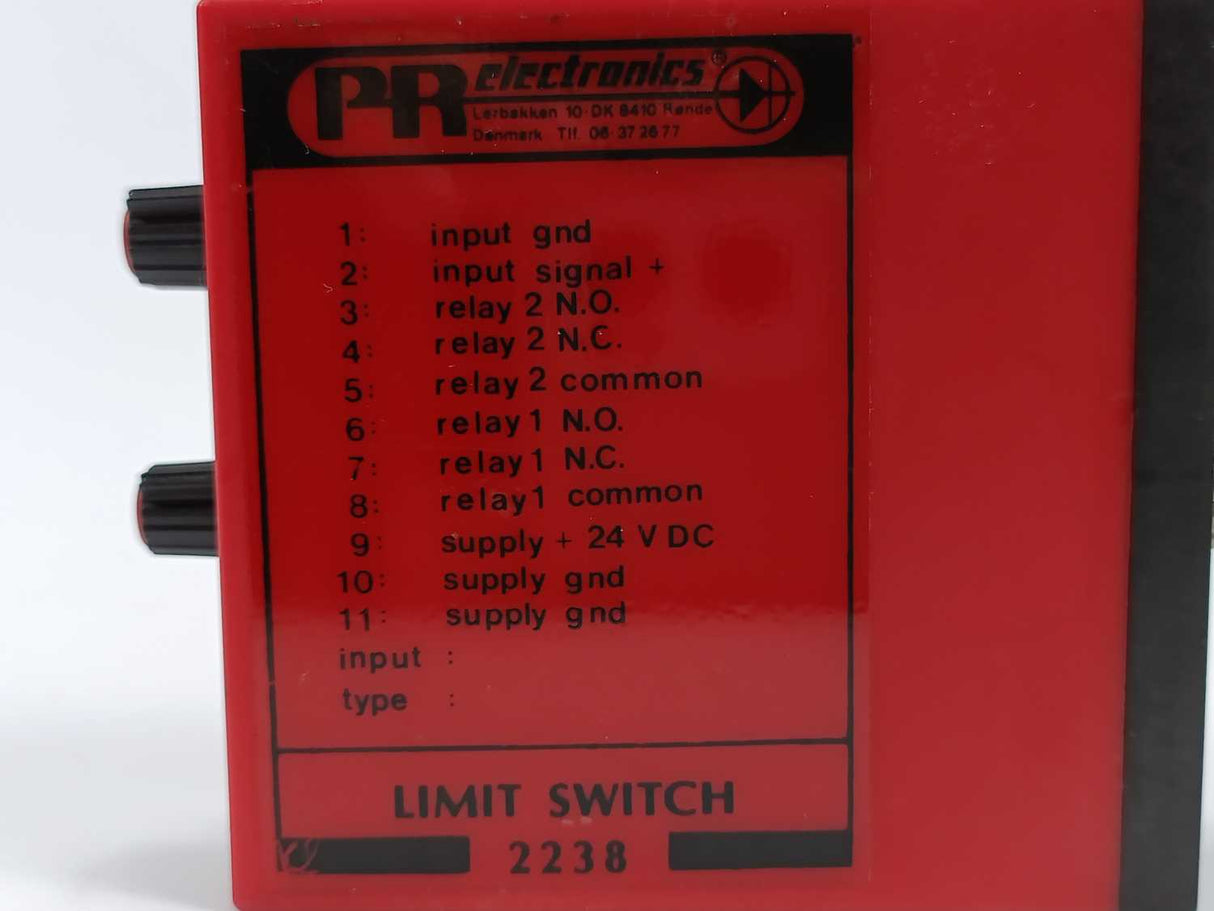 PR electronics®
Lerbakken 10·DK 8410 Rønde
Denmark Tlf. 06·37 26 77
1: input gnd
2: input signal +
3: relay 2 N.O.
4: relay 2 N.C.
5: relay 2 common
6: relay 1 N.O.
7: relay 1 N.C.
8: relay 1 common
9: supply + 24 V DC
10: supply gnd
11: supply gnd
input :
type :
LIMIT SWITCH
2238